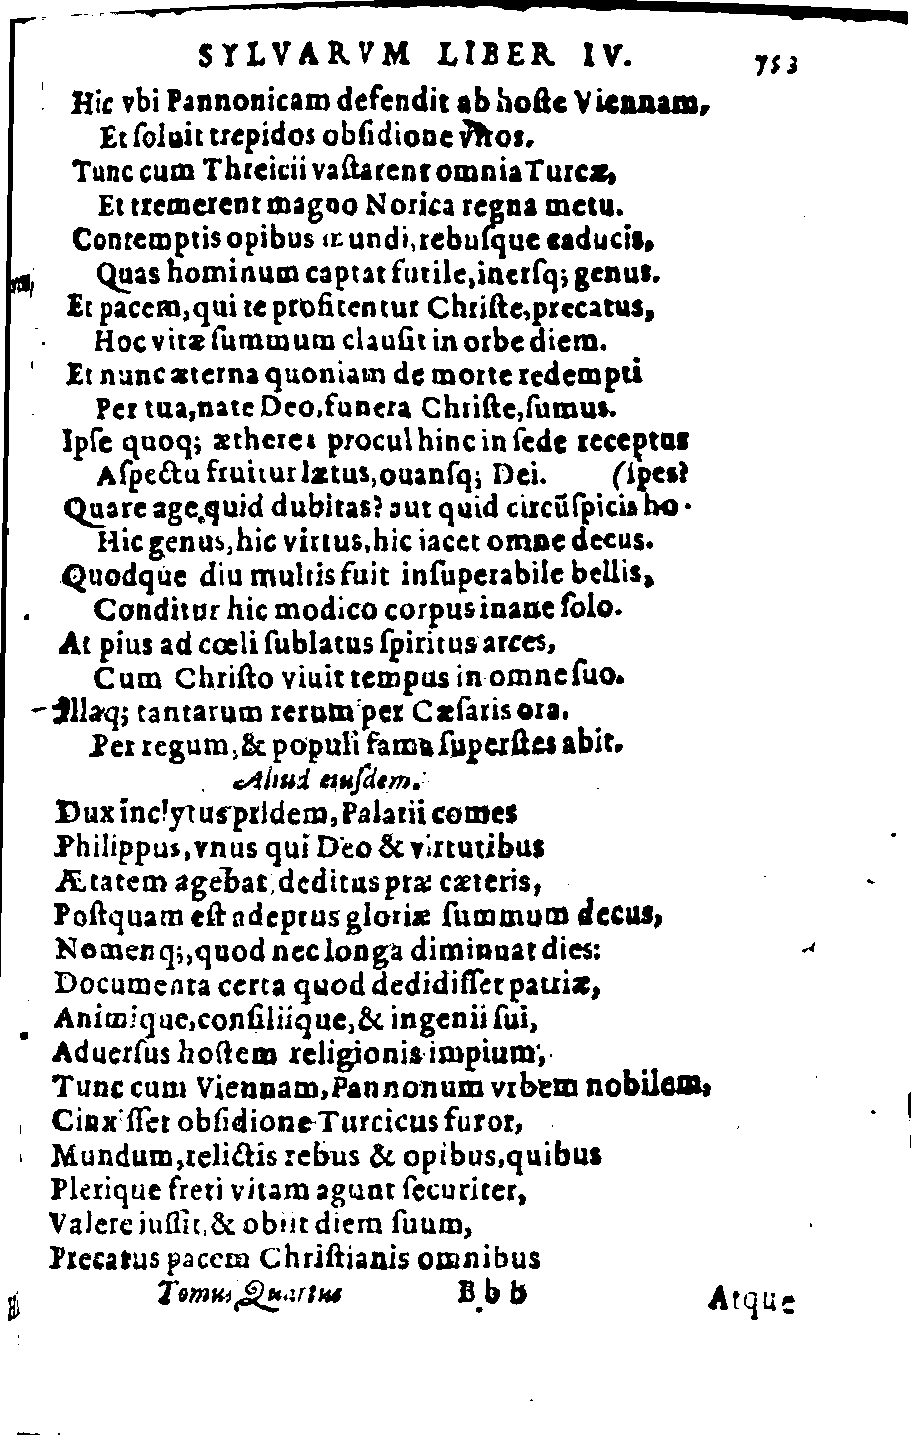 SYLVARVM LIBER IV. 753
Hic vbi Pannonicam defendit ab hoſte Viennam,
Et ſoluit trepidos obſidione viros.
Tunc cum Threicii vaſtarent omnia Turcæ,
Et tremerent magno Norica regna metu.
Contemptis opibus mundi, rebuſque caducis,
Quas hominum captat futile, inerſq; genus.
Et pacem, qui te profitentur Chriſte, precatus,
Hoc vitæ ſummum clauſit in orbe diem.
Et nunc æterna quoniam de morte redempti
Per tua, nate Deo, funera Chriſte, ſumus.
Ipſe quoq; ætherea procul hinc in ſede receptus
Aſpectu fruitur lætus, ouanſq; Dei. (ſpes?
Quare age, quid dubitas? aut quid circũſpicis ho-
Hic genus, hic virtus, hic iacet omne decus.
Quodque diu multis fuit inſuperabile bellis,
Conditur hic modico corpus inane ſolo.
At pius ad cœli ſublatus ſpiritus arces,
Cum Chriſto viuit tempus in omne ſuo.
Illaq; tantarum rerum per Cæſaris ora,
Per regum, & populi fama ſuperſtes abit.
Aliud eiuſdem.
Dux inclytus pridem, Palatii comes
Philippus, vnus qui Deo & virtutibus
Ætatem agebat, deditus præ cæteris,
Poſtquam eſt adeptus gloriæ ſummum decus,
Nomenq;, quod nec longa diminuat dies:
Documenta certa quod dedidiſſet patriæ,
Animique, conſiliique, & ingenii ſui,
Aduerſus hoſtem religionis impium,
Tunc cum Viennam, Pannonum vrbem nobilem,
Cinxiſſet obſidione Turcicus furor,
Mundum, relictis rebus & opibus, quibus
Plerique freti vitam agunt ſecuriter,
Valere iuſſit, & obiit diem ſuum,
Precatus pacem Chriſtianis omnibus
Tomus Quartus B b b Atque